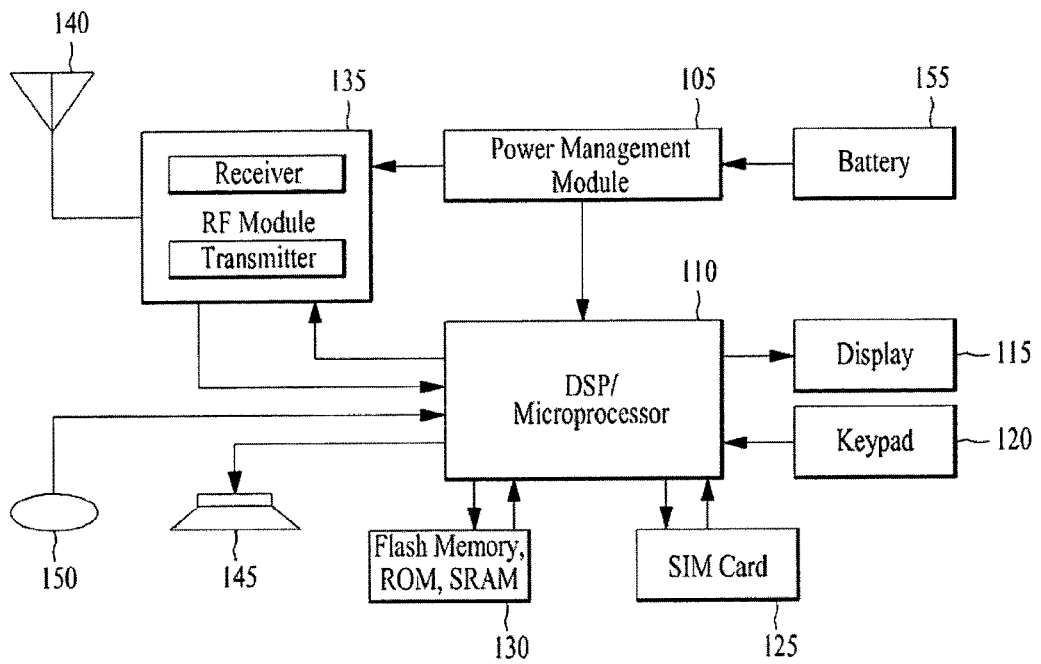 140
135
105
155
Receiver
RF Module
Transmitter
Power Management
Module
Battery
110
DSP/
Microprocessor
Display
115
Keypad
120
150
145
Flash Memory,
ROM, SRAM
130
SIM Card
125